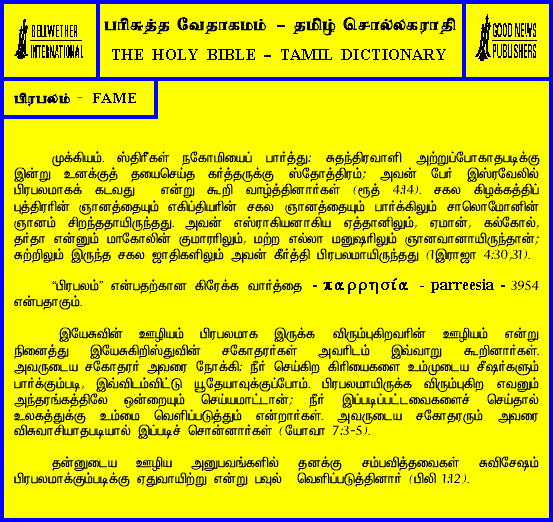 BELLWETHER
INTERNATIONAL
பரிசுத்த வேதாகமம் - தமிழ் சொல்லகராதி
THE HOLY BIBLE - TAMIL DICTIONARY
GOOD NEWS
PUBLISHERS
பிரபலம் - FAME
முக்கியம். ஸ்திரீகள் நகோமியைப் பார்த்து: சுதந்திரவாளி அற்றுப்போகாதபடிக்கு
இன்று உனக்குத் தயைசெய்த கர்த்தருக்கு ஸ்தோத்திரம்; அவன் பேர் இஸ்ரவேலில்
பிரபலமாகக் கடவது என்று கூறி வாழ்த்தினார்கள் (ரூத் 4:14). சகல கிழக்கத்திப்
புத்திரரின் ஞானத்தையும் எகிப்தியரின் சகல ஞானத்தையும் பார்க்கிலும் சாலொமோனின்
ஞானம் சிறந்ததாயிருந்தது. அவன் எஸ்ராகியனாகிய ஏத்தானிலும், ஏமான், கல்கோல்,
தர்தா என்னும் மாகோலின் குமாரரிலும், மற்ற எல்லா மனுஷரிலும் ஞானவானாயிருந்தான்;
சுற்றிலும் இருந்த சகல ஜாதிகளிலும் அவன் கீர்த்தி பிரபலமாயிருந்தது (1இராஜா 4:30,31).
“பிரபலம்” என்பதற்கான கிரேக்க வார்த்தை - παρρησία - parreesia - 3954
என்பதாகும்.
இயேசுவின் ஊழியம் பிரபலமாக இருக்க விரும்புகிறவரின் ஊழியம் என்று
நினைத்து இயேசுகிறிஸ்துவின் சகோதரர்கள் அவரிடம் இவ்வாறு கூறினார்கள்.
அவருடைய சகோதரர் அவரை நோக்கி: நீர் செய்கிற கிரியைகளை உம்முடைய சீஷர்களும்
பார்க்கும்படி, இவ்விடம்விட்டு யூதேயாவுக்குப்போம். பிரபலமாயிருக்க விரும்புகிற எவனும்
அந்தரங்கத்திலே ஒன்றையும் செய்யமாட்டான்; நீர் இப்படிப்பட்டவைகளைச் செய்தால்
உலகத்துக்கு உம்மை வெளிப்படுத்தும் என்றார்கள். அவருடைய சகோதரரும் அவரை
விசுவாசியாதபடியால் இப்படிச் சொன்னார்கள் (யோவா 7:3-5).
தன்னுடைய ஊழிய அனுபவங்களில் தனக்கு சம்பவித்தவைகள் சுவிசேஷம்
பிரபலமாக்கும்படிக்கு ஏதுவாயிற்று என்று பவுல் வெளிப்படுத்தினார் (பிலி 1:12).